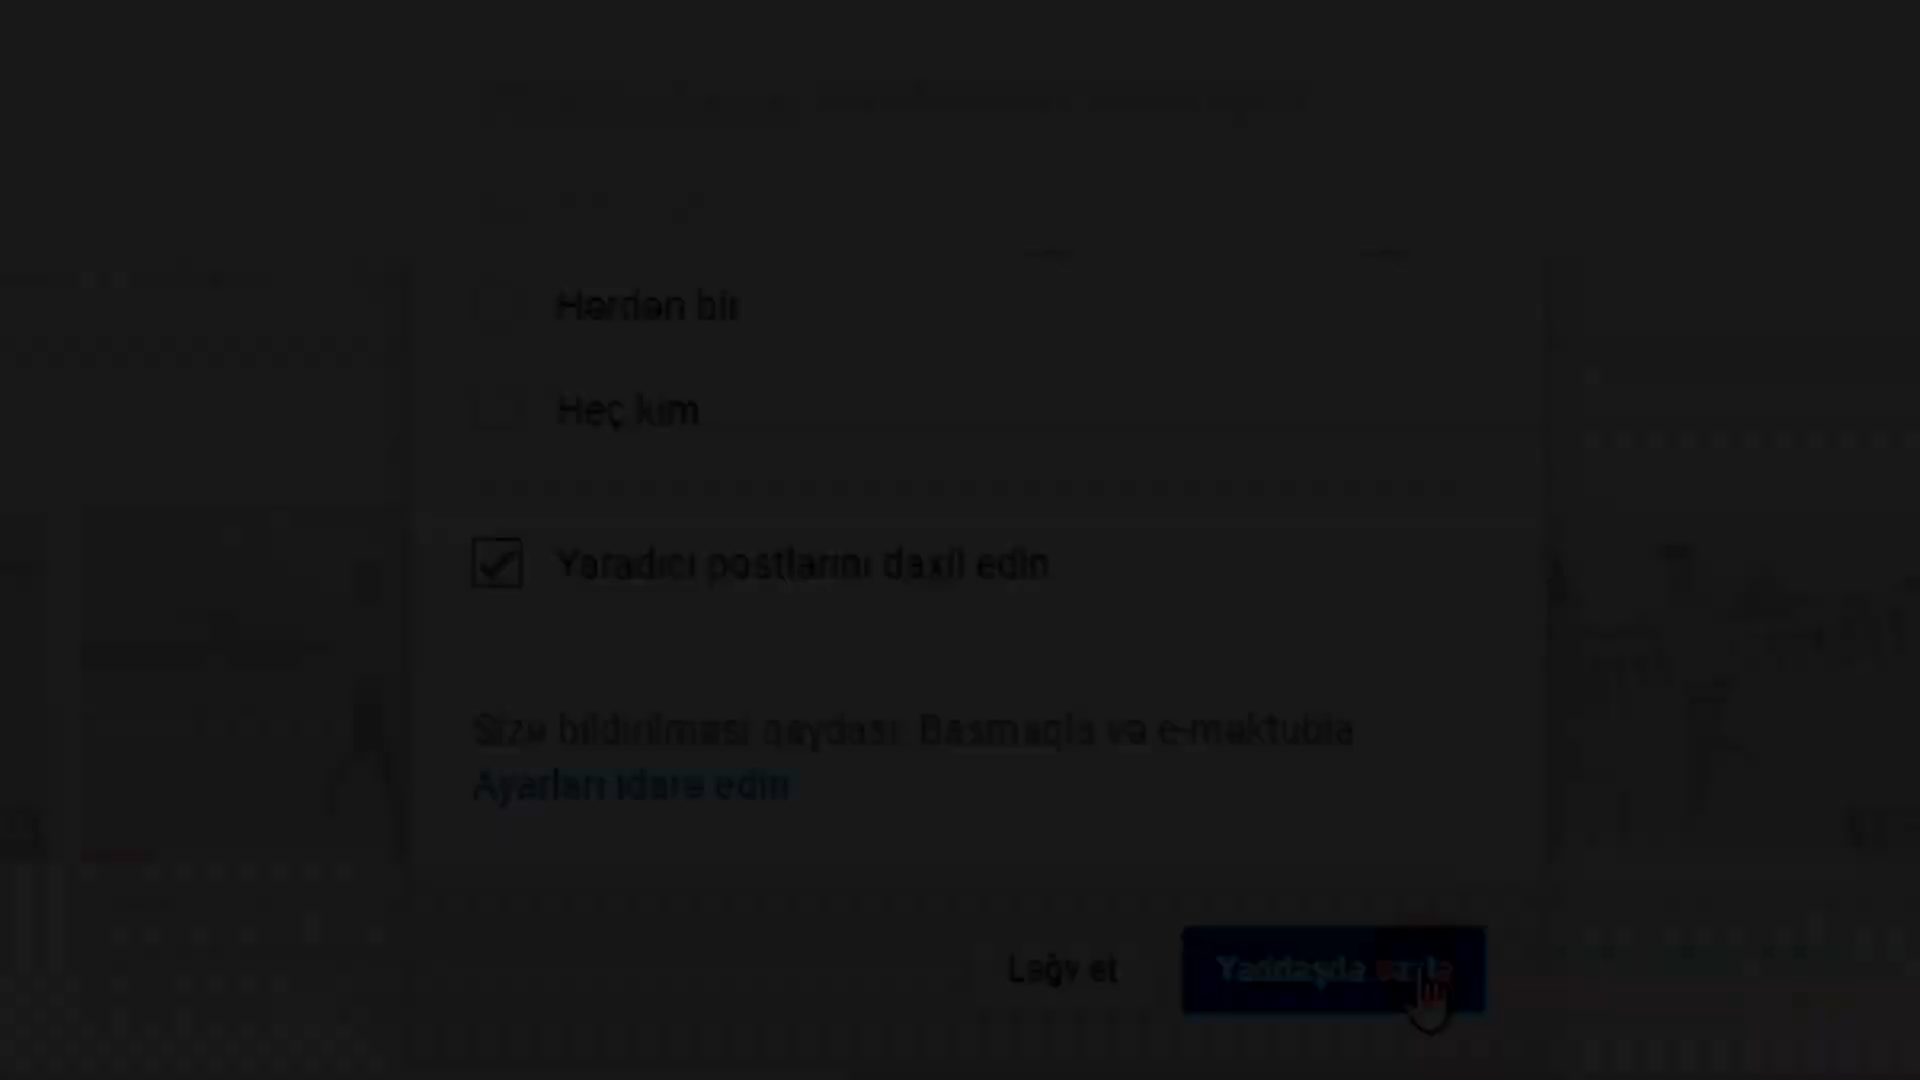 Hərdən bir
Heç kim
Yaradıcı postlarını daxil edin
Sizə bildirilməsi qaydası: Basmaqla və e-məktubla
Ayarları idarə edin
Ləğv et
Yaddaşda